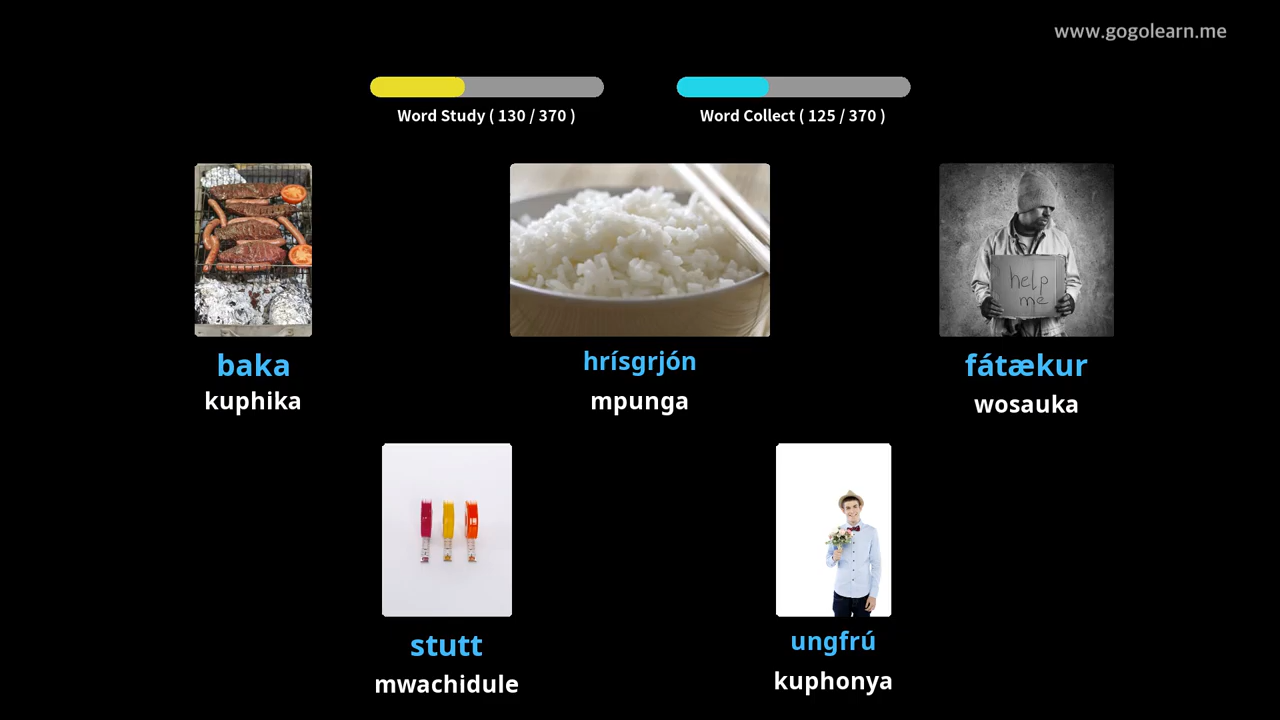 www.gogolearn.me
Word Study ( 130 / 370 )
Word Collect ( 125 / 370 )
help
me
baka
kuphika
hrísgrjón
mpunga
fátækur
wosauka
stutt
mwachidule
ungfrú
kuphonya